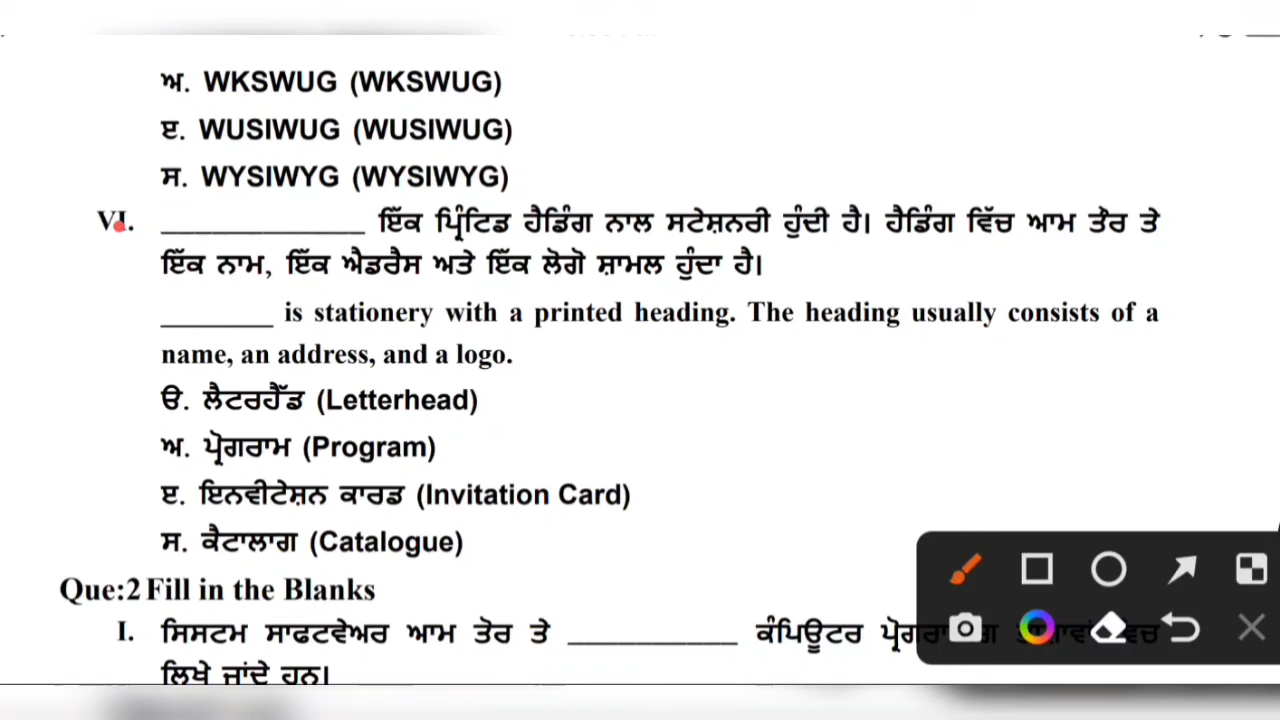 ਅ. WKSWUG (WKSWUG)
ੲ. WUSIWUG (WUSIWUG)
ਸ. WYSIWYG (WYSIWYG)
VI. ____________ ਇੱਕ ਪ੍ਰਿੰਟਿਡ ਹੈਡਿੰਗ ਨਾਲ ਸਟੇਸ਼ਨਰੀ ਹੁੰਦੀ ਹੈ। ਹੈਡਿੰਗ ਵਿੱਚ ਆਮ ਤੌਰ ਤੇ
ਇੱਕ ਨਾਮ, ਇੱਕ ਐਡਰੈਸ ਅਤੇ ਇੱਕ ਲੋਗੋ ਸ਼ਾਮਲ ਹੁੰਦਾ ਹੈ।
________ is stationery with a printed heading. The heading usually consists of a
name, an address, and a logo.
ੳ. ਲੈਟਰਹੈੱਡ (Letterhead)
ਅ. ਪ੍ਰੋਗਰਾਮ (Program)
ੲ. ਇਨਵੀਟੇਸ਼ਨ ਕਾਰਡ (Invitation Card)
ਸ. ਕੈਟਾਲਾਗ (Catalogue)
Que:2 Fill in the Blanks
I. ਸਿਸਟਮ ਸਾਫਟਵੇਅਰ ਆਮ ਤੋਰ ਤੇ __________ ਕੰਪਿਊਟਰ
ਲਿਖੇ ਜਾਂਦੇ ਹਨ।